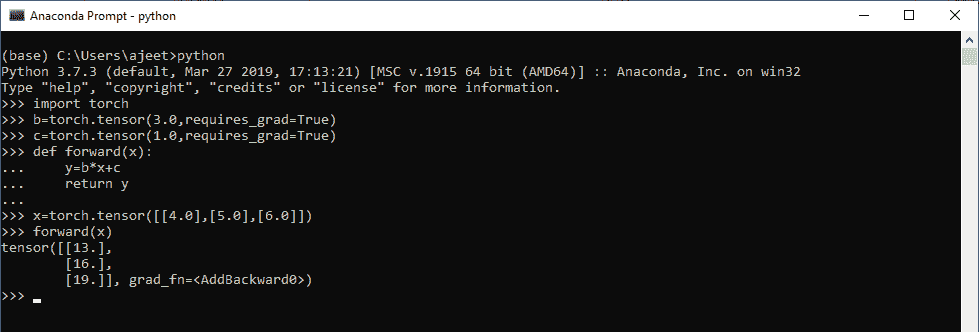 Anaconda Prompt - python
(base) C:\Users\ajeet>python
Python 3.7.3 (default, Mar 27 2019, 17:13:21) [MSC v.1915 64 bit (AMD64)] :: Anaconda, Inc. on win32
Type "help", "copyright", "credits" or "license" for more information.
>>> import torch
>>> b=torch.tensor(3.0,requires_grad=True)
>>> c=torch.tensor(1.0,requires_grad=True)
>>> def forward(x):
...     y=b*x+c
...     return y
...
>>> x=torch.tensor([[4.0],[5.0],[6.0]])
>>> forward(x)
tensor([[13.],
        [16.],
        [19.]], grad_fn=<AddBackward0>)
>>>